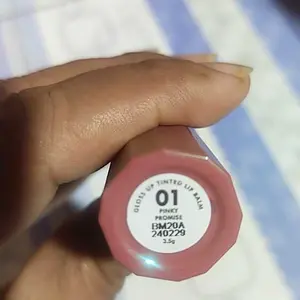 GLOSS UP TINTED LIP BALM
01
PINKY
PROMISE
BM20A
240229
3.5g